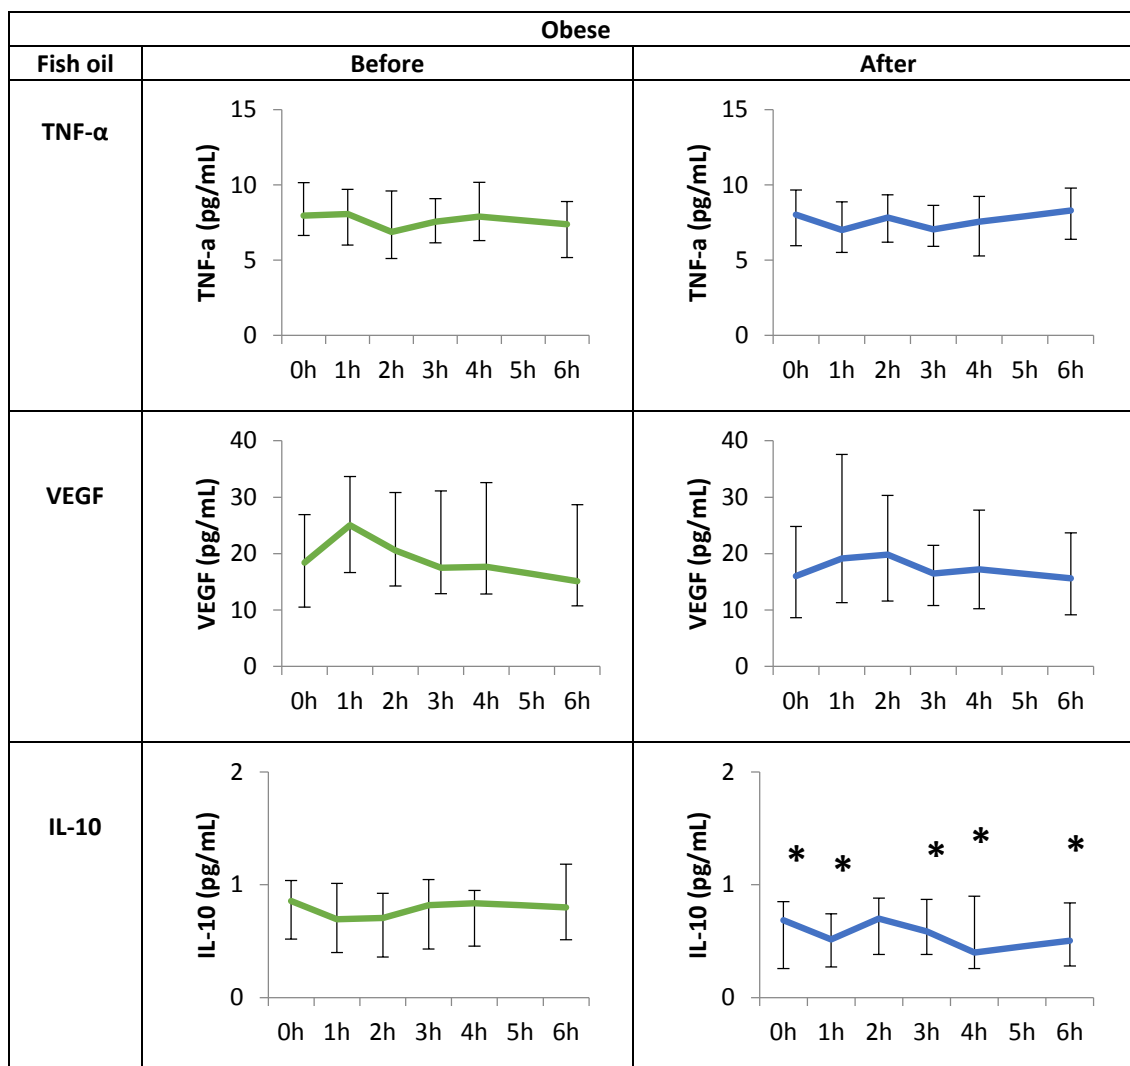 Obese
Fish oil Before After
TNF-α
TNF-a (pg/mL)
15
10
5
0
0h 1h 2h 3h 4h 5h 6h
TNF-a (pg/mL)
15
10
5
0
0h 1h 2h 3h 4h 5h 6h
VEGF
VEGF (pg/mL)
40
30
20
10
0
0h 1h 2h 3h 4h 5h 6h
VEGF (pg/mL)
40
30
20
10
0
0h 1h 2h 3h 4h 5h 6h
IL-10
IL-10 (pg/mL)
2
1
0
0h 1h 2h 3h 4h 5h 6h
IL-10 (pg/mL)
2
1
0
* * * * *
0h 1h 2h 3h 4h 5h 6h